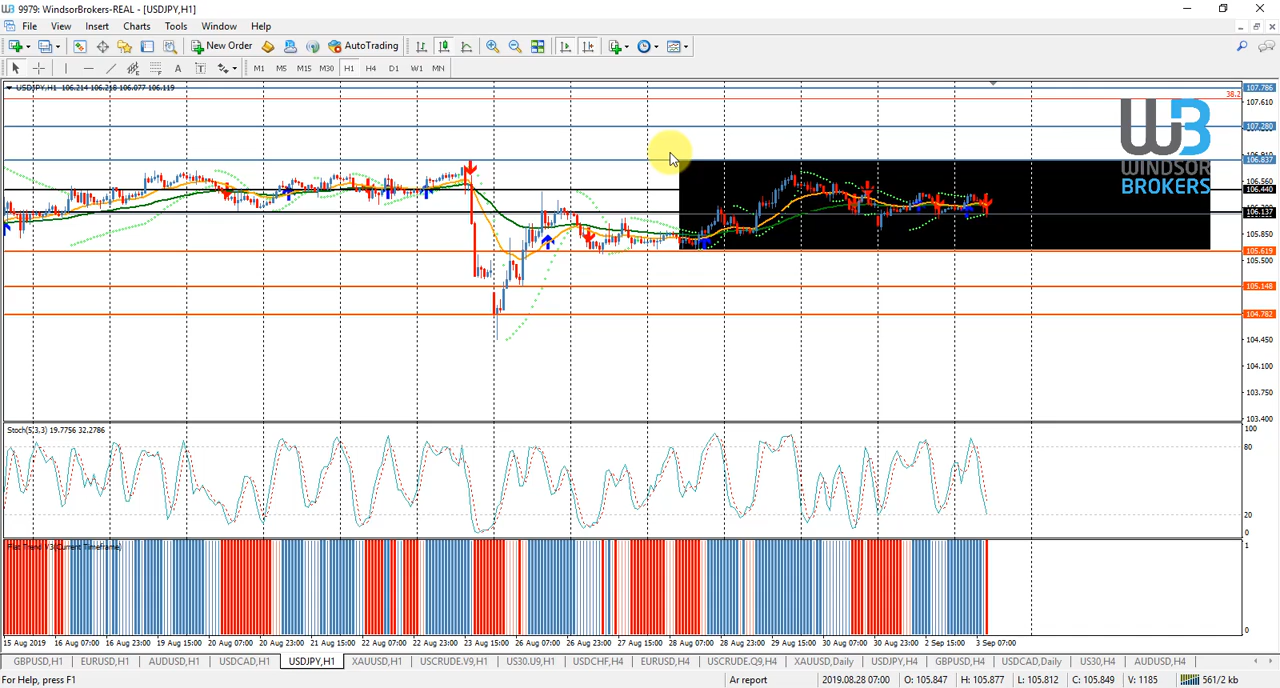 9979: WindsorBrokers-REAL - [USDJPY,H1]
File View Insert Charts Tools Window Help
New Order AutoTrading
A T M1 M5 M15 M30 H1 H4 D1 W1 MN
USDJPY,H1 106.214 106.218 106.077 106.119
107.786
38.2
107.610
107.280
106.837
106.560
106.440
106.137
105.850
105.619
105.500
105.148
104.782
104.450
104.100
103.750
103.400
WINDSOR
BROKERS
Stoch(5,3,3) 19.7756 32.2786
100
80
20
0
Flat Trend V3(Current Timeframe)
1
0
15 Aug 2019 16 Aug 07:00 16 Aug 23:00 19 Aug 15:00 20 Aug 07:00 20 Aug 23:00 21 Aug 15:00 22 Aug 07:00 22 Aug 23:00 23 Aug 15:00 26 Aug 07:00 26 Aug 23:00 27 Aug 15:00 28 Aug 07:00 28 Aug 23:00 29 Aug 15:00 30 Aug 07:00 30 Aug 23:00 2 Sep 15:00 3 Sep 07:00
GBPUSD,H1 EURUSD,H1 AUDUSD,H1 USDCAD,H1 USDJPY,H1 XAUUSD,H1 USCRUDE.V9,H1 US30.U9,H1 USDCHF,H4 EURUSD,H4 USCRUDE.Q9,H4 XAUUSD,Daily USDJPY,H4 GBPUSD,H4 USDCAD,Daily US30,H4 AUDUSD,H4
For Help, press F1 Ar report 2019.08.28 07:00 O: 105.847 H: 105.877 L: 105.812 C: 105.849 V: 1185 561/2 kb